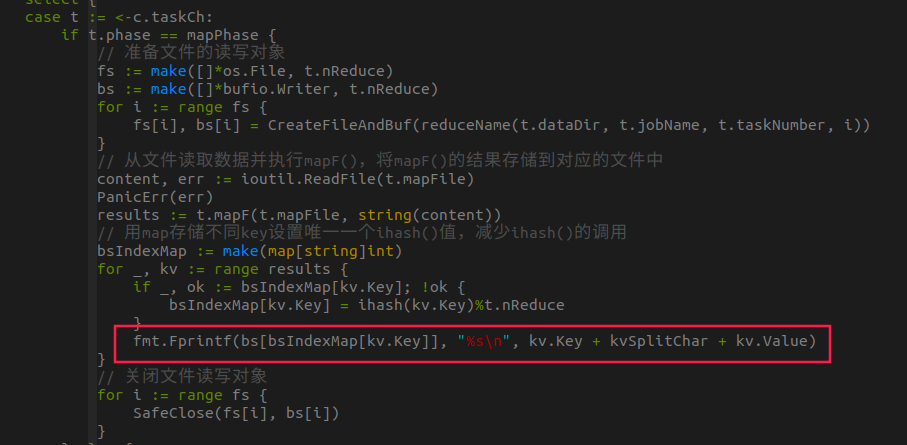 select {
case t := <-c.taskCh:
if t.phase == mapPhase {
// 准备文件的读写对象
fs := make([]*os.File, t.nReduce)
bs := make([]*bufio.Writer, t.nReduce)
for i := range fs {
fs[i], bs[i] = CreateFileAndBuf(reduceName(t.dataDir, t.jobName, t.taskNumber, i))
}
// 从文件读取数据并执行mapF(), 将mapF()的结果存储到对应的文件中
content, err := ioutil.ReadFile(t.mapFile)
PanicErr(err)
results := t.mapF(t.mapFile, string(content))
// 用map存储不同key设置唯一一个ihash()值，减少ihash()的调用
bsIndexMap := make(map[string]int)
for _, kv := range results {
if _, ok := bsIndexMap[kv.Key]; !ok {
bsIndexMap[kv.Key] = ihash(kv.Key)%t.nReduce
}
fmt.Fprintf(bs[bsIndexMap[kv.Key]], "%s\n", kv.Key + kvSplitChar + kv.Value)
}
// 关闭文件读写对象
for i := range fs {
SafeClose(fs[i], bs[i])
}